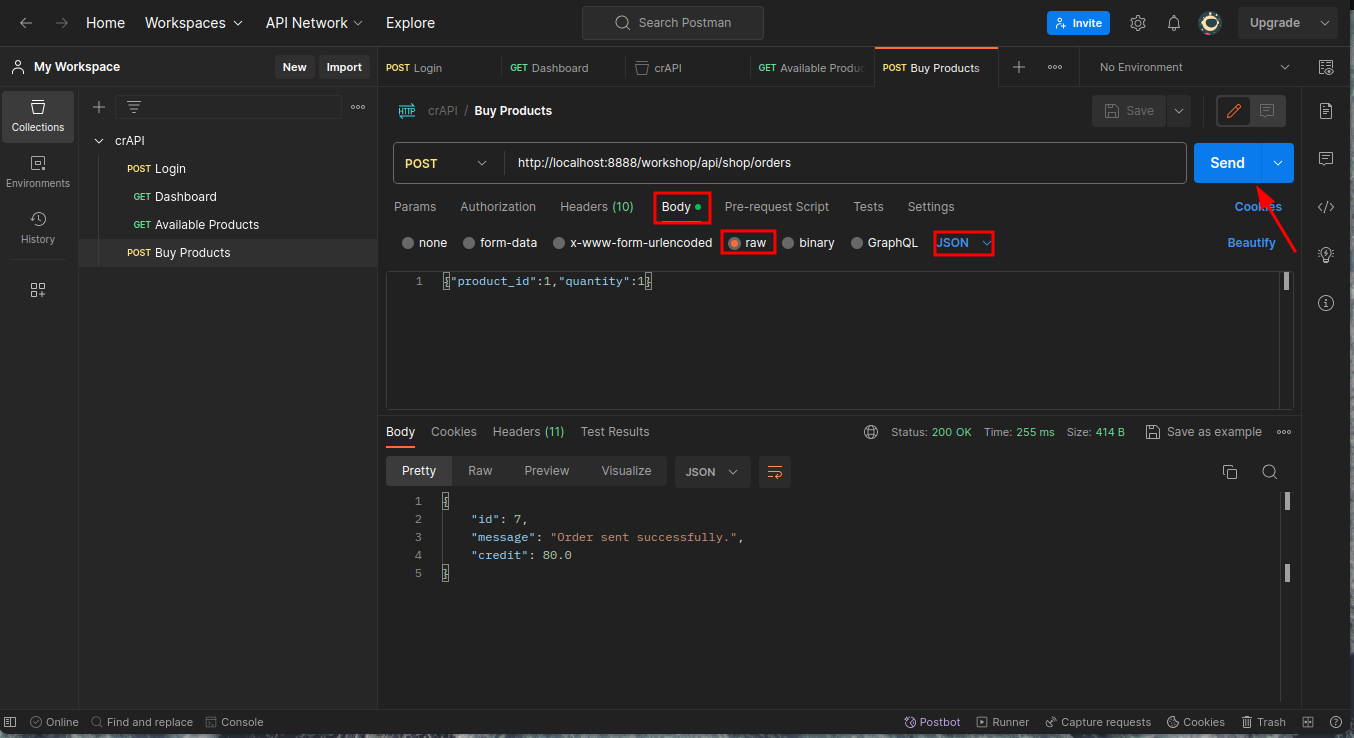 Home Workspaces API Network Explore Search Postman Invite Upgrade
My Workspace New Import POST Login GET Dashboard crAPI GET Available Produc POST Buy Products No Environment
Collections
Environments
History
crAPI
POST Login
GET Dashboard
GET Available Products
POST Buy Products
HTTP crAPI / Buy Products Save
POST http://localhost:8888/workshop/api/shop/orders Send
Params Authorization Headers (10) Body Pre-request Script Tests Settings Cookies
none form-data x-www-form-urlencoded raw binary GraphQL JSON Beautify
1 {"product_id":1,"quantity":1}
Body Cookies Headers (11) Test Results Status: 200 OK Time: 255 ms Size: 414 B Save as example
Pretty Raw Preview Visualize JSON
1 {
2 "id": 7,
3 "message": "Order sent successfully.",
4 "credit": 80.0
5 }
Online Find and replace Console Postbot Runner Capture requests Cookies Trash